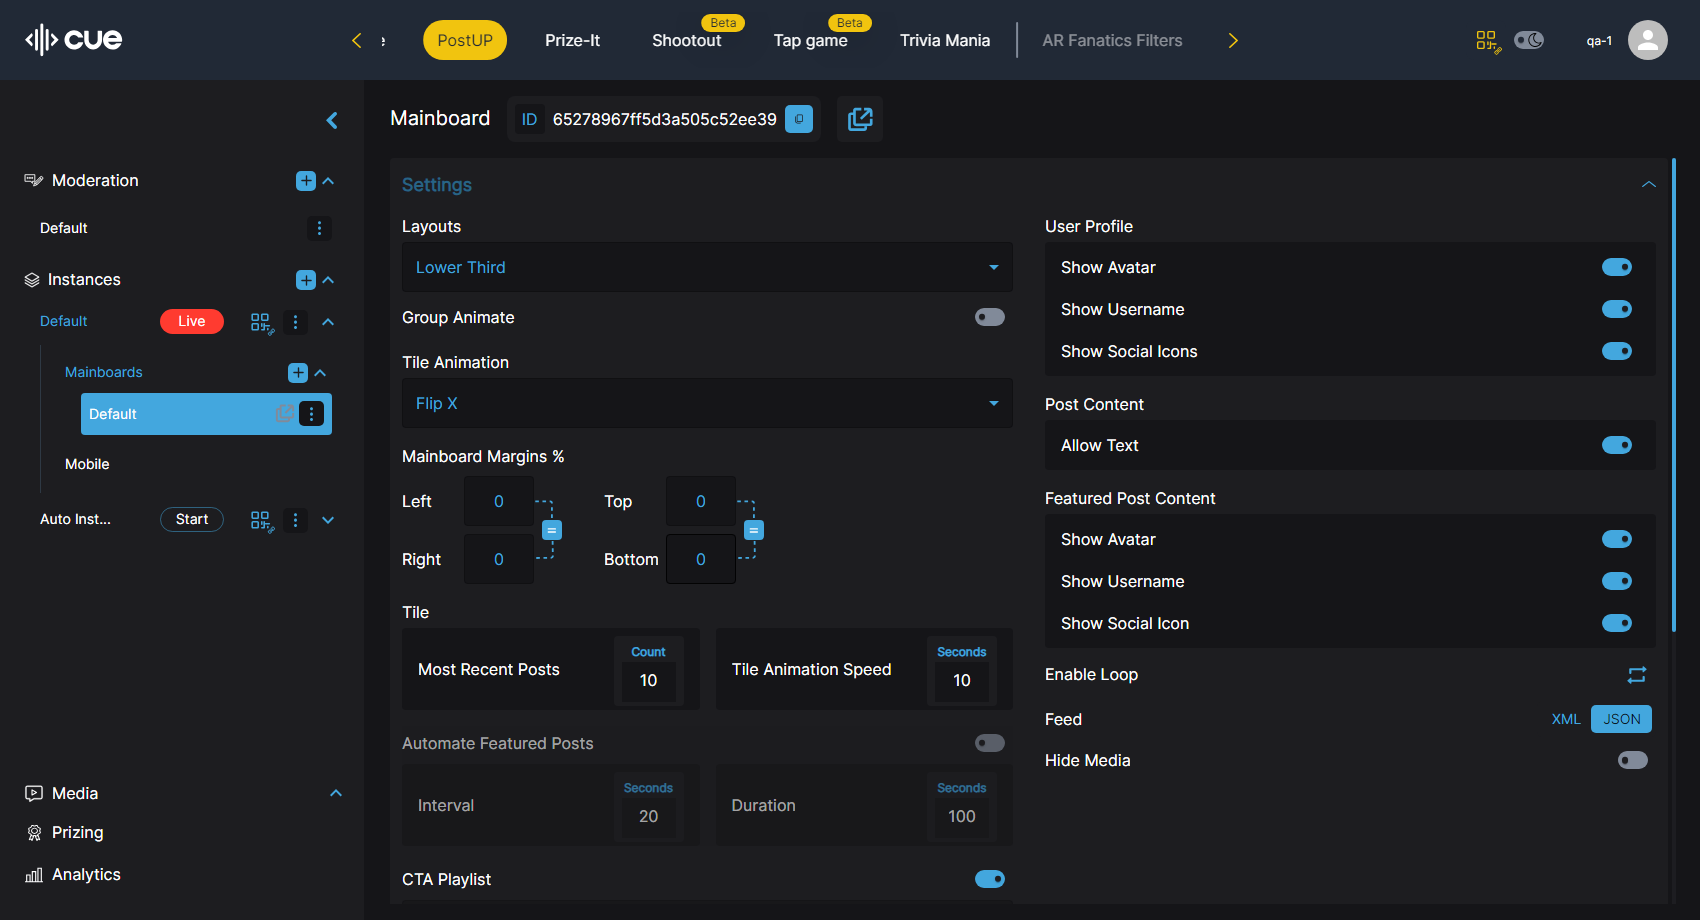 cue
PostUP
Prize-It
Shootout
Beta
Tap game
Beta
Trivia Mania
AR Fanatics Filters
qa-1
Moderation
Default
Instances
Default
Live
Mainboards
Default
Mobile
Auto Inst...
Start
Media
Prizing
Analytics
Mainboard
ID 65278967ff5d3a505c52ee39
Settings
Layouts
Lower Third
Group Animate
Tile Animation
Flip X
Mainboard Margins %
Left 0
Top 0
Right 0
Bottom 0
Tile
Most Recent Posts
Count
10
Tile Animation Speed
Seconds
10
Automate Featured Posts
Interval
Seconds
20
Duration
Seconds
100
CTA Playlist
User Profile
Show Avatar
Show Username
Show Social Icons
Post Content
Allow Text
Featured Post Content
Show Avatar
Show Username
Show Social Icon
Enable Loop
Feed
XML JSON
Hide Media